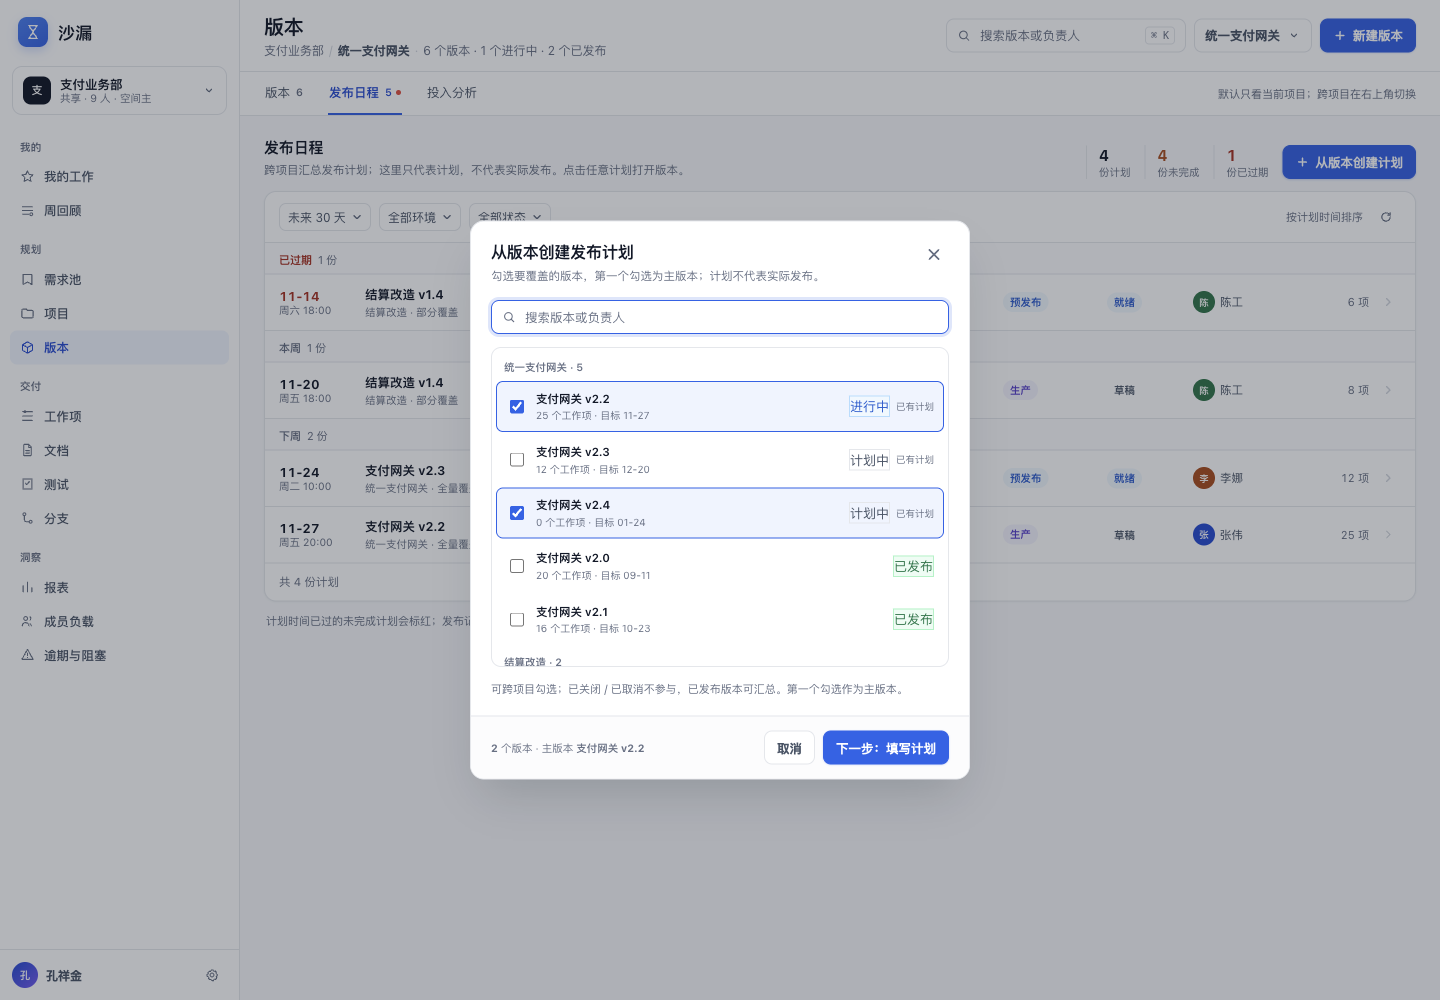 沙漏
支
支付业务部
共享 · 9 人 · 空间主
我的
我的工作
周回顾
规划
需求池
项目
版本
交付
工作项
文档
测试
分支
洞察
报表
成员负载
逾期与阻塞
孔
孔祥金
版本
支付业务部 / 统一支付网关 · 6 个版本 · 1 个进行中 · 2 个已发布
搜索版本或负责人
⌘ K
统一支付网关
新建版本
版本 6
发布日程 5
投入分析
默认只看当前项目；跨项目在右上角切换
发布日程
跨项目汇总发布计划；这里只代表计划，不代表实际发布。点击任意计划打开版本。
4
份计划
4
份未完成
1
份已过期
从版本创建计划
未来 30 天
全部环境
全部状态
按计划时间排序
已过期 1 份
11-14
周六 18:00
结算改造 v1.4
结算改造 · 部分覆盖
预发布
就绪
陈
陈工
6 项
本周 1 份
11-20
周五 18:00
结算改造 v1.4
结算改造 · 部分覆盖
生产
草稿
陈
陈工
8 项
下周 2 份
11-24
周二 10:00
支付网关 v2.3
统一支付网关 · 全量覆
预发布
就绪
李
李娜
12 项
11-27
周五 20:00
支付网关 v2.2
统一支付网关 · 全量覆
生产
草稿
张
张伟
25 项
共 4 份计划
计划时间已过的未完成计划会标红；发布记
从版本创建发布计划
勾选要覆盖的版本，第一个勾选为主版本；计划不代表实际发布。
搜索版本或负责人
统一支付网关 · 5
支付网关 v2.2
25 个工作项 · 目标 11-27
进行中
已有计划
支付网关 v2.3
12 个工作项 · 目标 12-20
计划中
已有计划
支付网关 v2.4
0 个工作项 · 目标 01-24
计划中
已有计划
支付网关 v2.0
20 个工作项 · 目标 09-11
已发布
支付网关 v2.1
16 个工作项 · 目标 10-23
已发布
结算改造 · 2
可跨项目勾选；已关闭 / 已取消不参与，已发布版本可汇总。第一个勾选作为主版本。
2 个版本 · 主版本 支付网关 v2.2
取消
下一步：填写计划